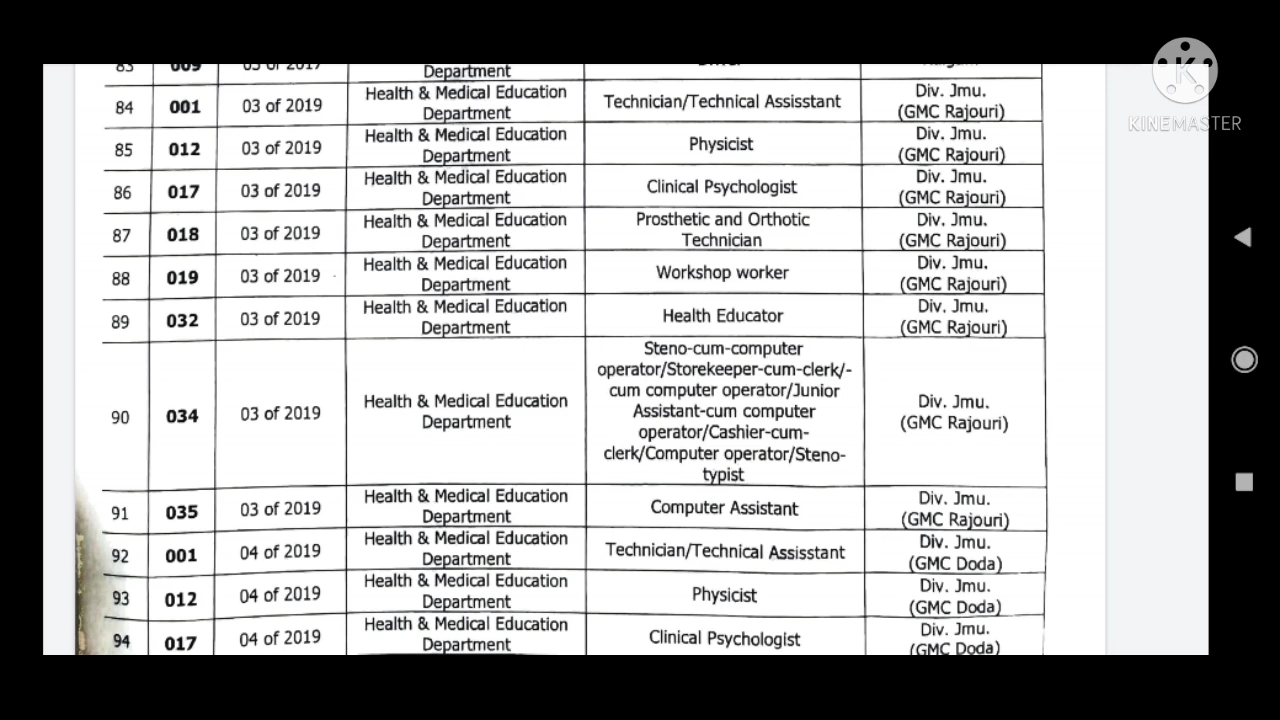 83 009 03 of 2017
Department
84 001 03 of 2019 Health & Medical Education Department Technician/Technical Assisstant Div. Jmu. (GMC Rajouri)
85 012 03 of 2019 Health & Medical Education Department Physicist Div. Jmu. (GMC Rajouri)
86 017 03 of 2019 Health & Medical Education Department Clinical Psychologist Div. Jmu. (GMC Rajouri)
87 018 03 of 2019 Health & Medical Education Department Prosthetic and Orthotic Technician Div. Jmu. (GMC Rajouri)
88 019 03 of 2019 Health & Medical Education Department Workshop worker Div. Jmu. (GMC Rajouri)
89 032 03 of 2019 Health & Medical Education Department Health Educator Div. Jmu. (GMC Rajouri)
90 034 03 of 2019 Health & Medical Education Department
Steno-cum-computer
operator/Storekeeper-cum-clerk/-
cum computer operator/Junior
Assistant-cum computer
operator/Cashier-cum-
clerk/Computer operator/Steno-
typist
Div. Jmu.
(GMC Rajouri)
91 035 03 of 2019 Health & Medical Education Department Computer Assistant Div. Jmu. (GMC Rajouri)
92 001 04 of 2019 Health & Medical Education Department Technician/Technical Assisstant Div. Jmu. (GMC Doda)
93 012 04 of 2019 Health & Medical Education Department Physicist Div. Jmu. (GMC Doda)
94 017 04 of 2019 Health & Medical Education Department Clinical Psychologist Div. Jmu. (GMC Doda)
K
KINEMASTER